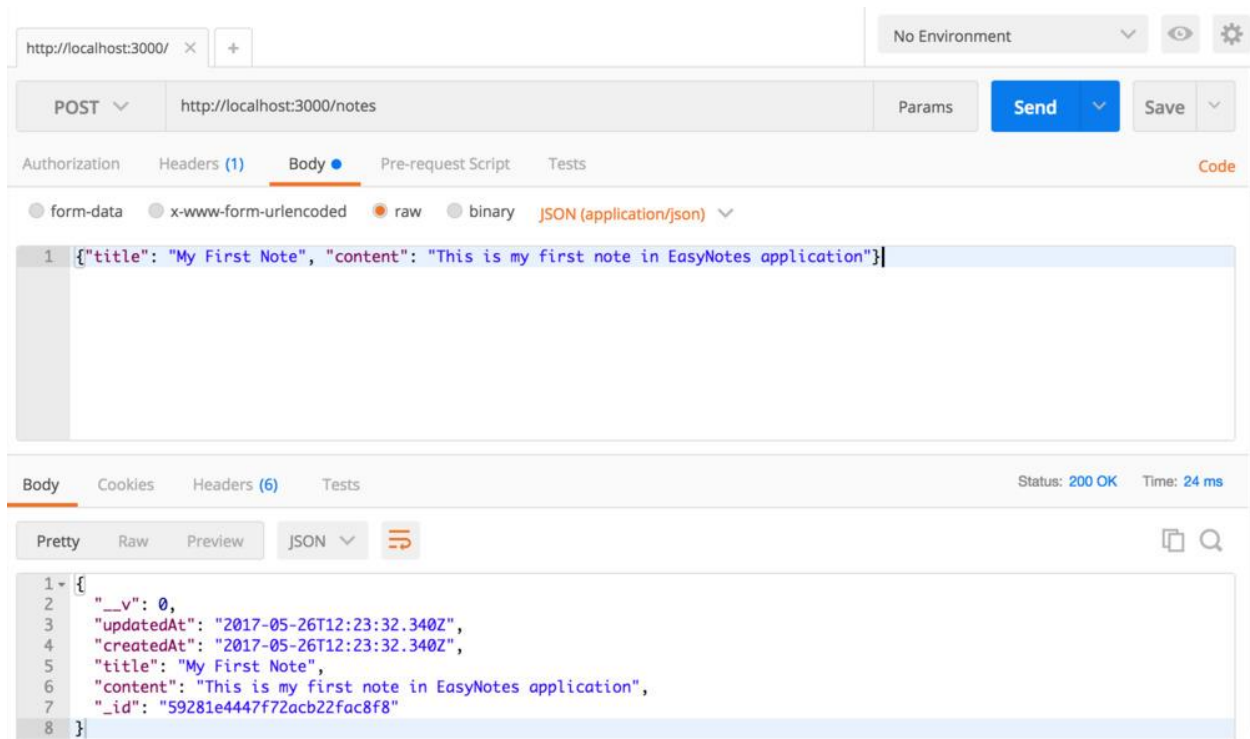 http://localhost:3000/ No Environment
POST http://localhost:3000/notes Params Send Save
Authorization Headers (1) Body Pre-request Script Tests Code
form-data x-www-form-urlencoded raw binary JSON (application/json)
1 {"title": "My First Note", "content": "This is my first note in EasyNotes application"}
Body Cookies Headers (6) Tests Status: 200 OK Time: 24 ms
Pretty Raw Preview JSON
1 {
2 "__v": 0,
3 "updatedAt": "2017-05-26T12:23:32.340Z",
4 "createdAt": "2017-05-26T12:23:32.340Z",
5 "title": "My First Note",
6 "content": "This is my first note in EasyNotes application",
7 "_id": "59281e4447f72acb22fac8f8"
8 }